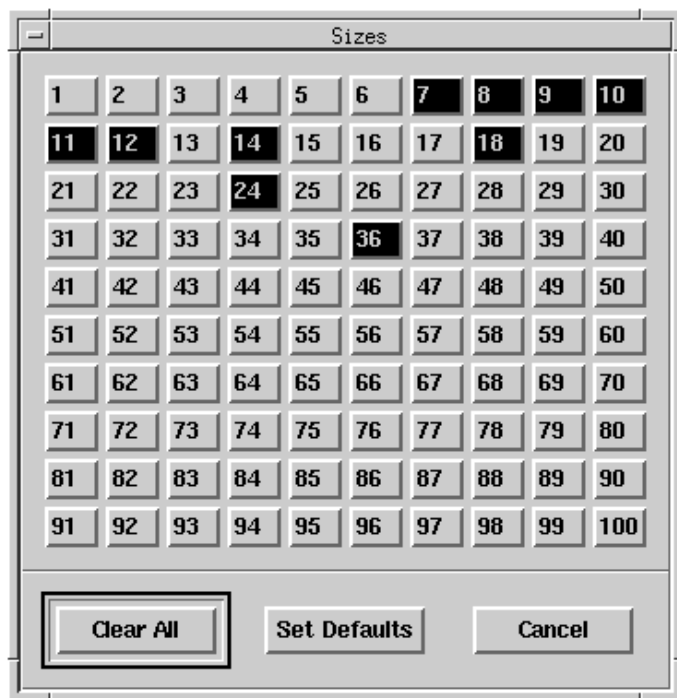 Sizes
1 2 3 4 5 6 7 8 9 10
11 12 13 14 15 16 17 18 19 20
21 22 23 24 25 26 27 28 29 30
31 32 33 34 35 36 37 38 39 40
41 42 43 44 45 46 47 48 49 50
51 52 53 54 55 56 57 58 59 60
61 62 63 64 65 66 67 68 69 70
71 72 73 74 75 76 77 78 79 80
81 82 83 84 85 86 87 88 89 90
91 92 93 94 95 96 97 98 99 100
Clear All Set Defaults Cancel